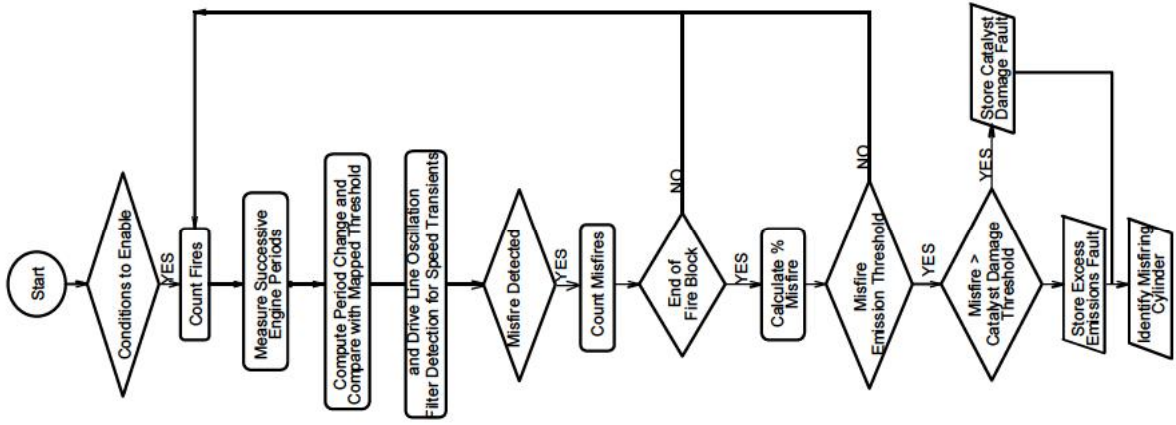 Start
Conditions to Enable
YES
Count Fires
Measure Successive
Engine Periods
Compute Period Change and
Compare with Mapped Threshold
and Drive Line Oscillation
Filter Detection for Speed Transients
Misfire Detected
YES
Count Misfires
End of
Fire Block
NO
YES
Calculate %
Misfire
Misfire
Emission Threshold
NO
YES
Misfire >
Catalyst Damage
Threshold
YES
Store Catalyst
Damage Fault
Store Excess
Emissions Fault
Identify Misfiring
Cylinder